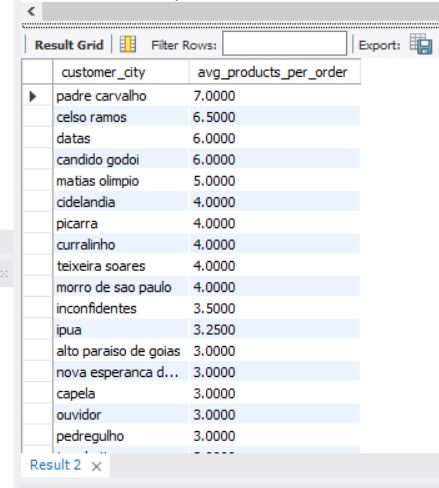 Result Grid Filter Rows: Export:
customer_city avg_products_per_order
padre carvalho 7.0000
celso ramos 6.5000
datas 6.0000
candido godoi 6.0000
matias olimpio 5.0000
cidelandia 4.0000
picarra 4.0000
curralinho 4.0000
teixeira soares 4.0000
morro de sao paulo 4.0000
inconfidentes 3.5000
ipua 3.2500
alto paraiso de goias 3.0000
nova esperanca d... 3.0000
capela 3.0000
ouvidor 3.0000
pedregulho 3.0000
Result 2